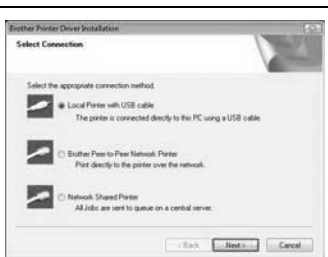 Brother Printer Driver Installation
Select Connection
Select the appropriate connection method.
Local Printer with USB cable
The printer is connected directly to this PC using a USB cable.
Brother Peer-to-Peer Network Printer
Print directly to the printer over the network.
Network Shared Printer
All Jobs are sent to queue on a central server.
< Back Next > Cancel